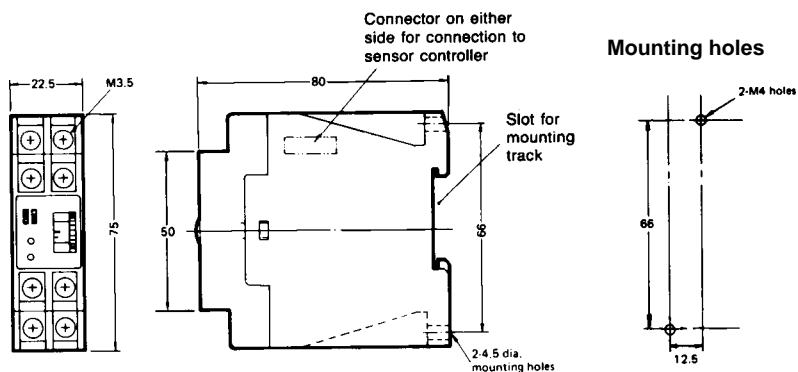 Connector on either
side for connection to
sensor controller
Mounting holes
22.5
M3.5
80
2-M4 holes
Slot for
mounting
track
75
50
66
66
2-4.5 dia.
mounting holes
12.5